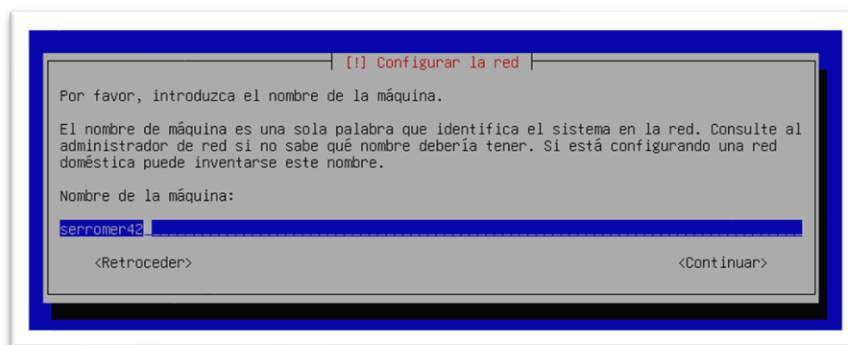 [!] Configurar la red
Por favor, introduzca el nombre de la máquina.
El nombre de máquina es una sola palabra que identifica el sistema en la red. Consulte al
administrador de red si no sabe qué nombre debería tener. Si está configurando una red
doméstica puede inventarse este nombre.
Nombre de la máquina:
serromer42
<Retroceder> <Continuar>